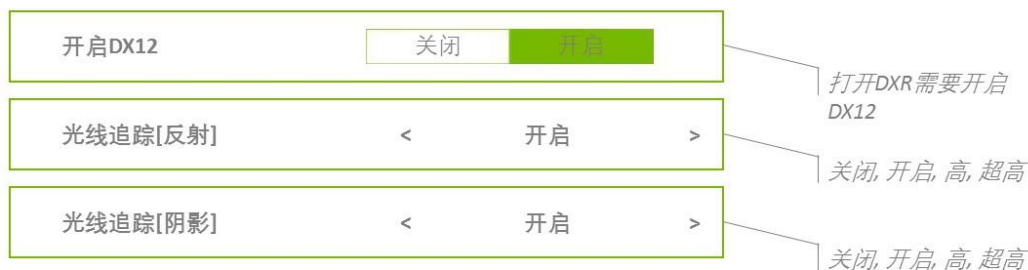 开启DX12 关闭 开启
打开DXR需要开启
DX12
光线追踪[反射] < 开启 >
关闭, 开启, 高, 超高
光线追踪[阴影] < 开启 >
关闭, 开启, 高, 超高